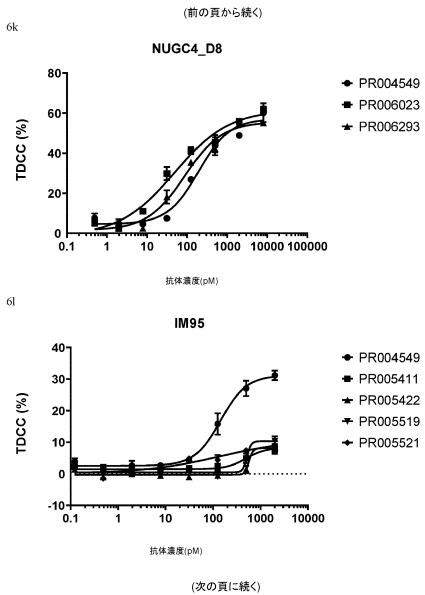 (前の頁から続く)
6k
NUGC4_D8
TDCC (%)
80
60
40
20
0
0.1 1 10 100 1000 10000 100000
抗体濃度(pM)
PR004549
PR006023
PR006293
6l
IM95
TDCC (%)
40
30
20
10
0
-10
0.1 1 10 100 1000 10000
抗体濃度(pM)
PR004549
PR005411
PR005422
PR005519
PR005521
(次の頁に続く)